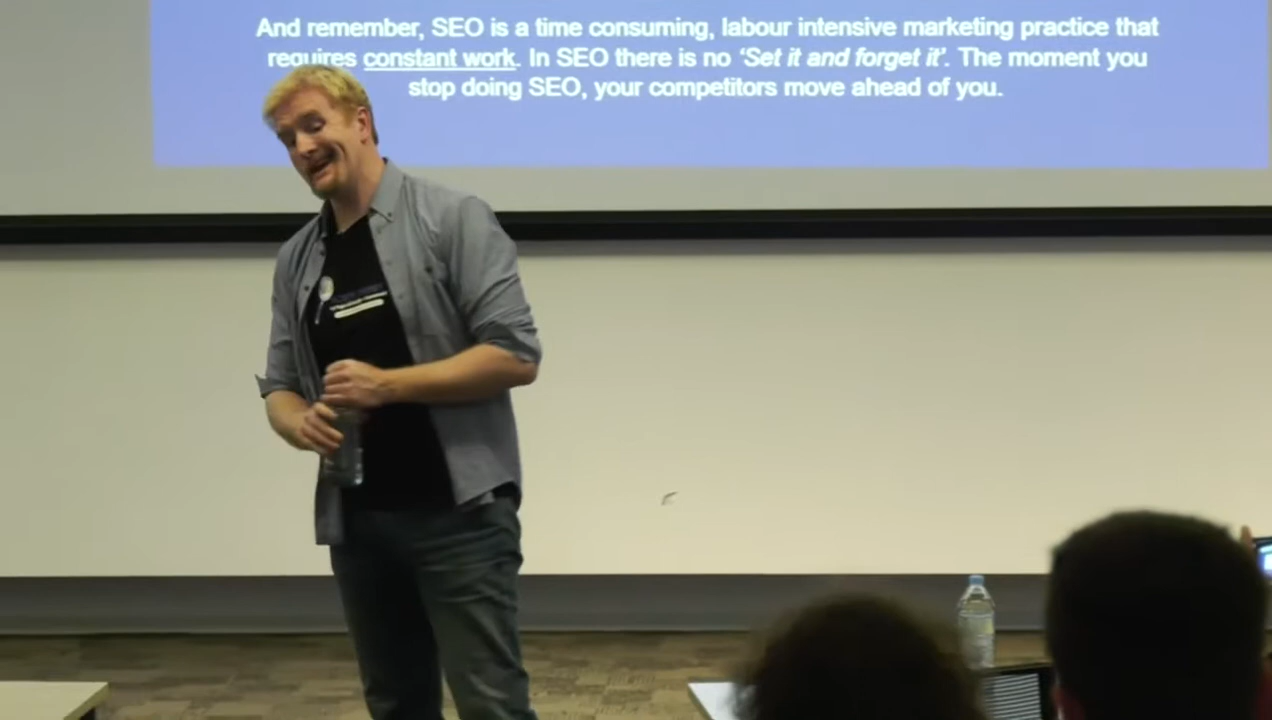 And remember, SEO is a time consuming, labour intensive marketing practice that
requires constant work. In SEO there is no ‘Set it and forget it’. The moment you
stop doing SEO, your competitors move ahead of you.